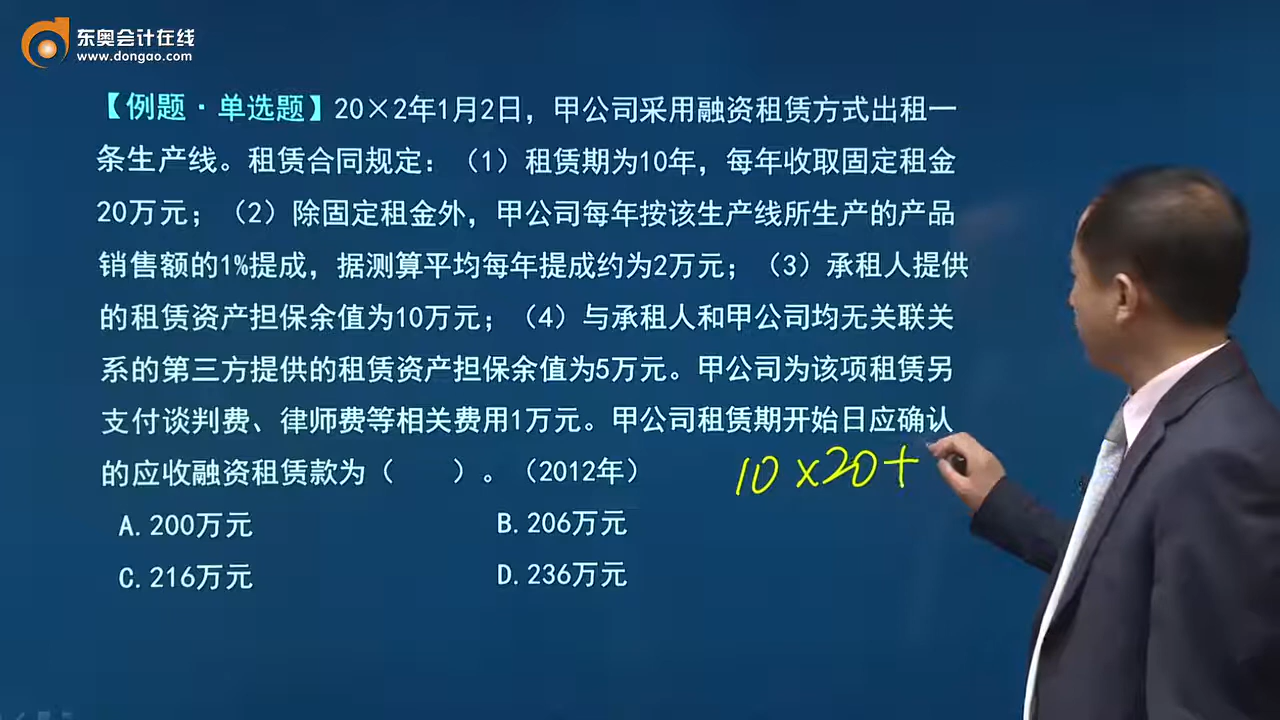 东奥会计在线
www.dongao.com
【例题·单选题】20×2年1月2日，甲公司采用融资租赁方式出租一
条生产线。租赁合同规定：（1）租赁期为10年，每年收取固定租金
20万元；（2）除固定租金外，甲公司每年按该生产线所生产的产品
销售额的1%提成，据测算平均每年提成约为2万元；（3）承租人提供
的租赁资产担保余值为10万元；（4）与承租人和甲公司均无关联关
系的第三方提供的租赁资产担保余值为5万元。甲公司为该项租赁另
支付谈判费、律师费等相关费用1万元。甲公司租赁期开始日应确认
的应收融资租赁款为（　　）。（2012年）
10×20+
A.200万元 B.206万元
C.216万元 D.236万元